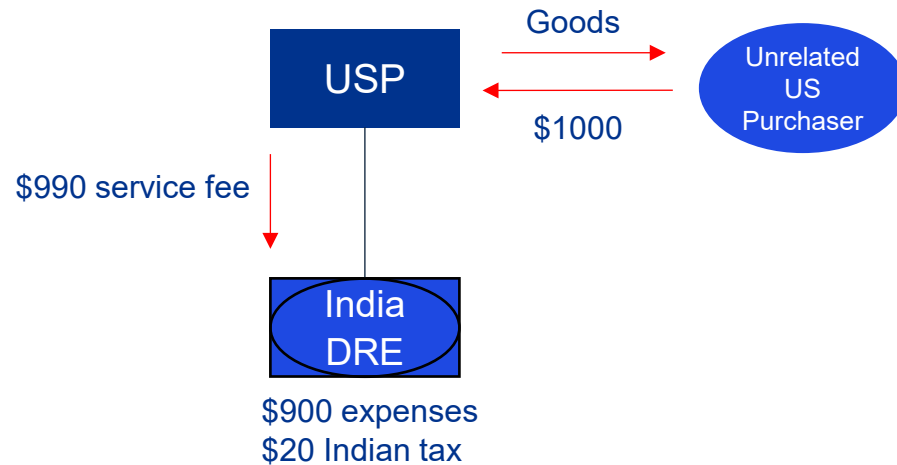 Goods
USP
Unrelated
US
Purchaser
$1000
$990 service fee
India
DRE
$900 expenses
$20 Indian tax